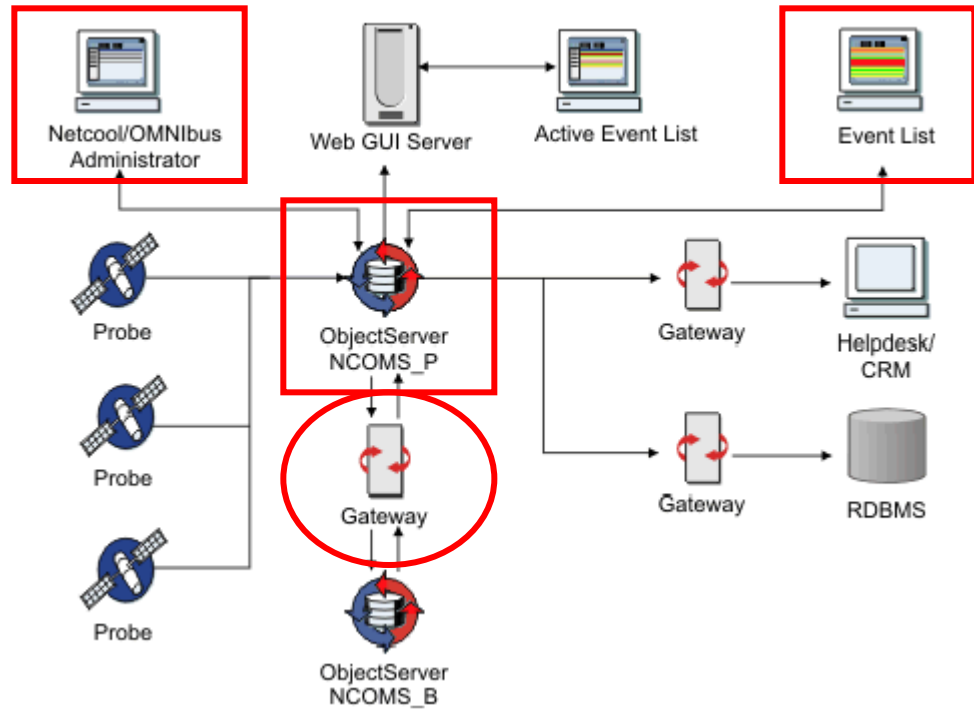 Netcool/OMNIbus
Administrator
Web GUI Server
Active Event List
Event List
Probe
ObjectServer
NCOMS_P
Gateway
Helpdesk/
CRM
Probe
Gateway
Gateway
RDBMS
Probe
ObjectServer
NCOMS_B